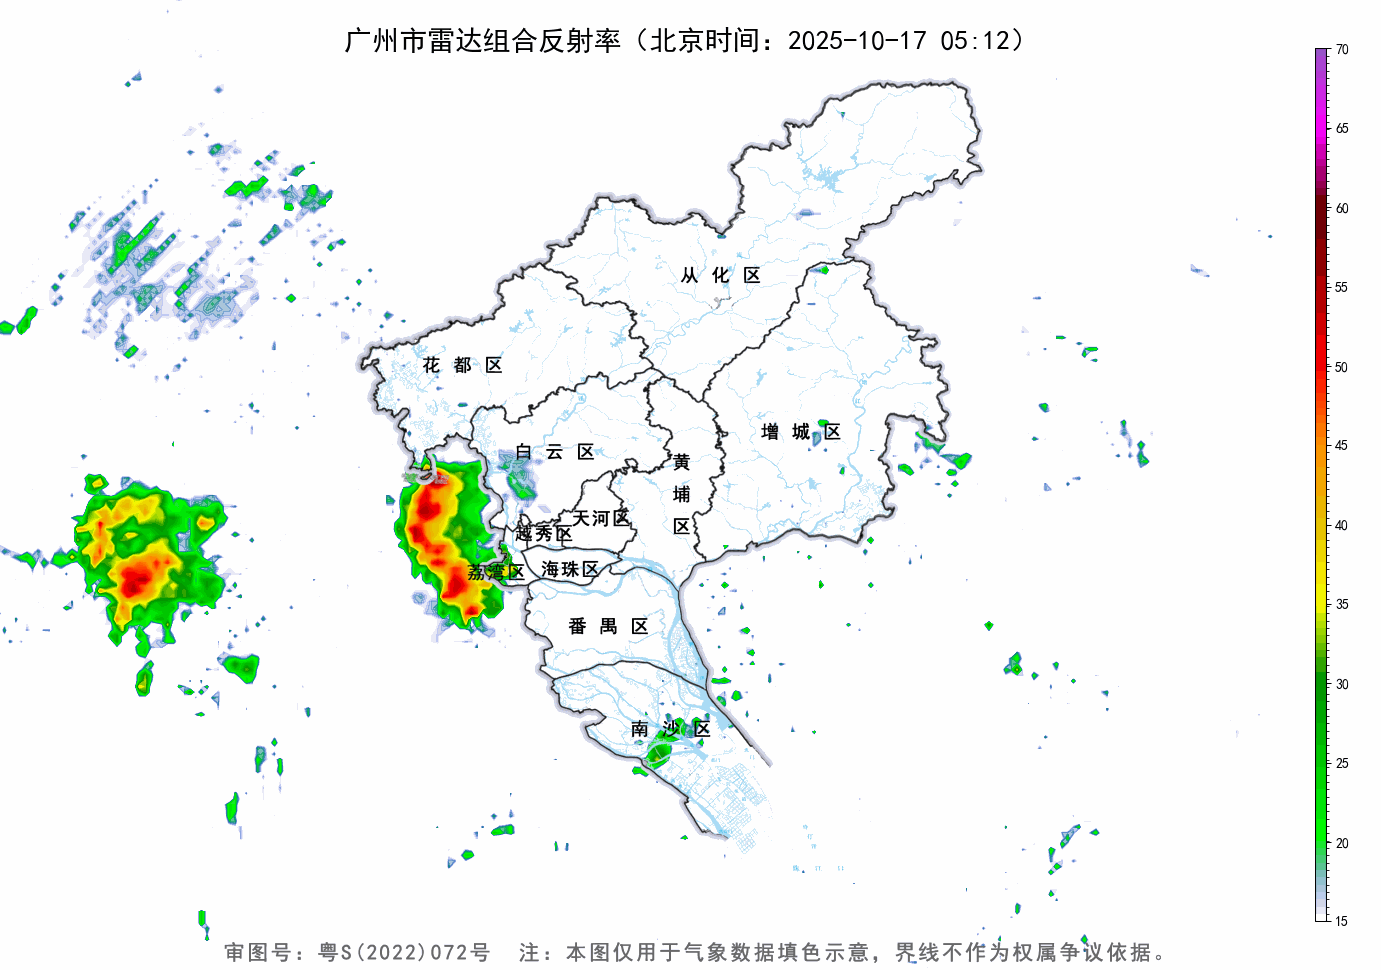 广州市雷达组合反射率（北京时间：2025-10-17 05:12）
70
65
60
55
50
45
40
35
30
25
20
15
从化区
花都区
增城区
白云区
黄埔区
天河区
越秀区
海珠区
荔湾区
番禺区
南沙区
审图号：粤S(2022)072号 注：本图仅用于气象数据填色示意，界线不作为权属争议依据。